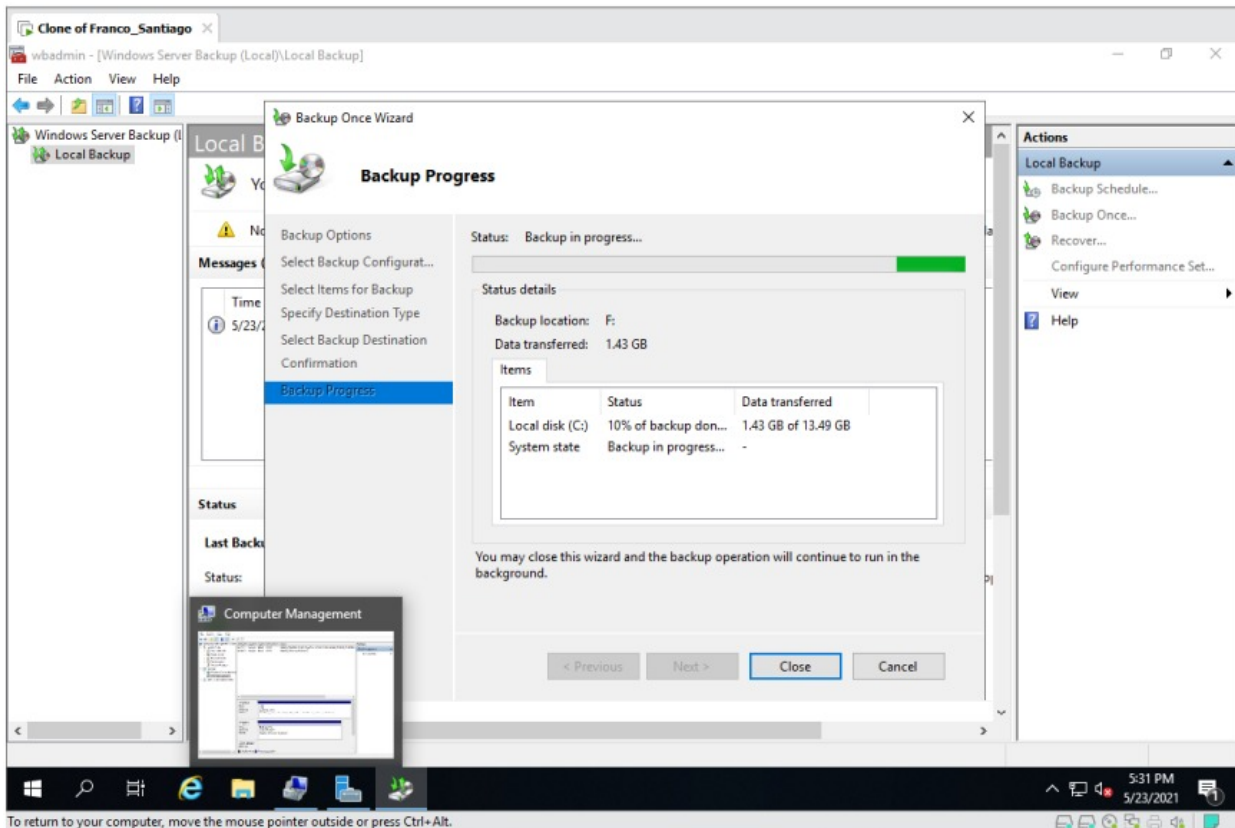 Clone of Franco_Santiago
wbadmin - [Windows Server Backup (Local)\Local Backup]
File Action View Help
Windows Server Backup (L
Local Backup
Local B
Yo
No
Messages (
Time
5/23/2
Status
Last Backu
Status:
Backup Once Wizard
Backup Progress
Backup Options
Select Backup Configurat...
Select Items for Backup
Specify Destination Type
Select Backup Destination
Confirmation
Backup Progress
Status: Backup in progress...
Status details
Backup location: F:
Data transferred: 1.43 GB
Items
Item Status Data transferred
Local disk (C:) 10% of backup don... 1.43 GB of 13.49 GB
System state Backup in progress... -
You may close this wizard and the backup operation will continue to run in the
background.
< Previous Next > Close Cancel
Actions
Local Backup
Backup Schedule...
Backup Once...
Recover...
Configure Performance Set...
View
Help
Computer Management
5:31 PM
5/23/2021
1
To return to your computer, move the mouse pointer outside or press Ctrl+Alt.